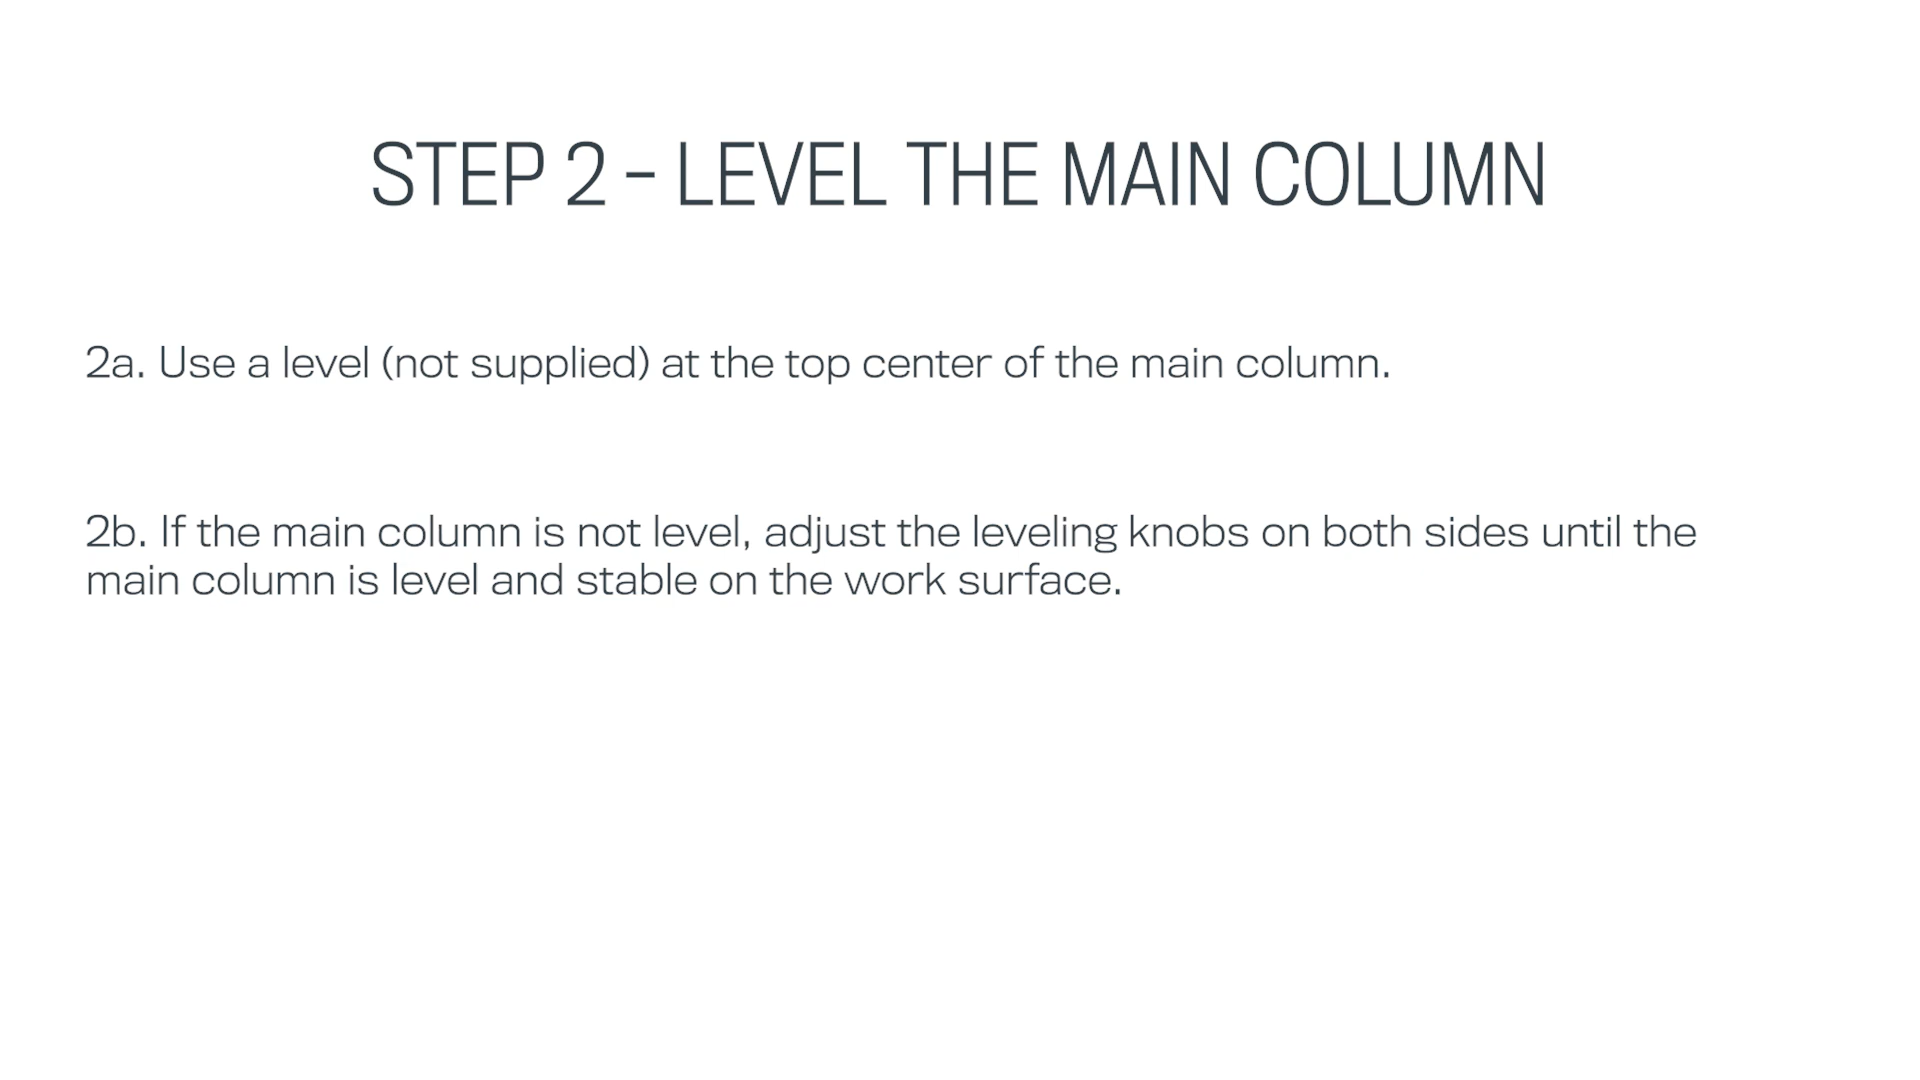 STEP 2 - LEVEL THE MAIN COLUMN
2a. Use a level (not supplied) at the top center of the main column.
2b. If the main column is not level, adjust the leveling knobs on both sides until the
main column is level and stable on the work surface.